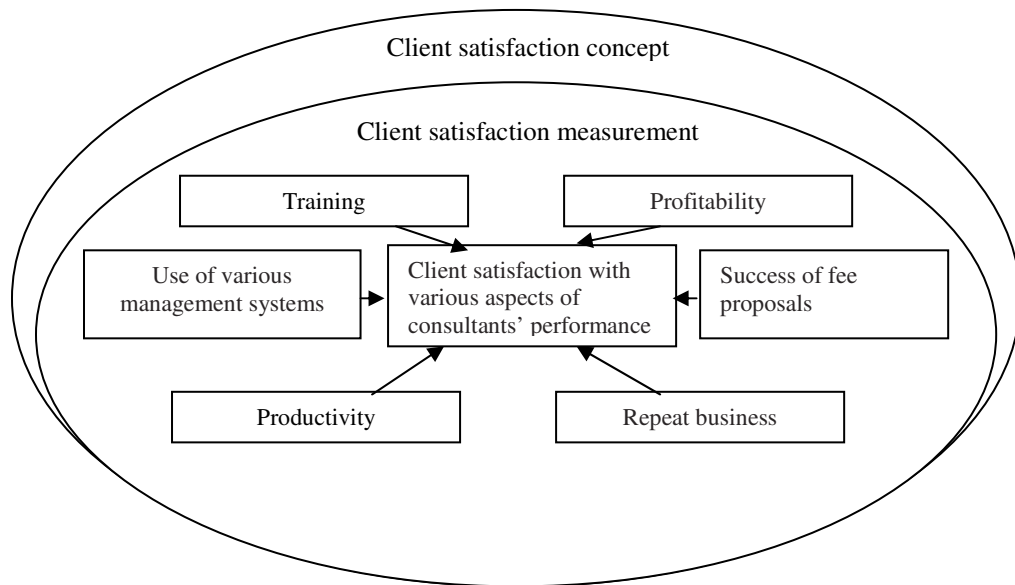 Client satisfaction concept
Client satisfaction measurement
Training
Profitability
Use of various
management systems
Client satisfaction with
various aspects of
consultants’ performance
Success of fee
proposals
Productivity
Repeat business